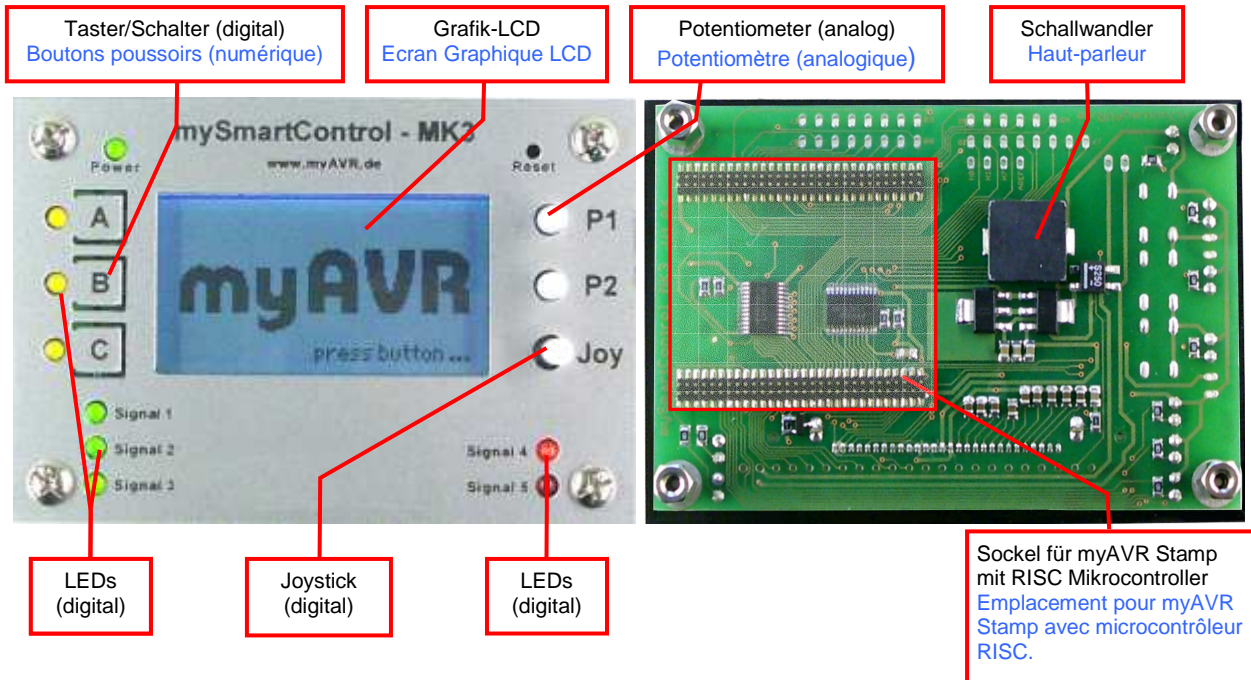 Taster/Schalter (digital)
Boutons poussoirs (numérique)
Grafik-LCD
Ecran Graphique LCD
Potentiometer (analog)
Potentiomètre (analogique)
Schallwandler
Haut-parleur
mySmartControl - MK3
www.myAVR.de
Power
Reset
A
B
C
P1
P2
Joy
myAVR
press button ...
Signal 1
Signal 2
Signal 3
Signal 4
Signal 5
S250
LEDs
(digital)
Joystick
(digital)
LEDs
(digital)
Sockel für myAVR Stamp
mit RISC Mikrocontroller
Emplacement pour myAVR
Stamp avec microcontrôleur
RISC.